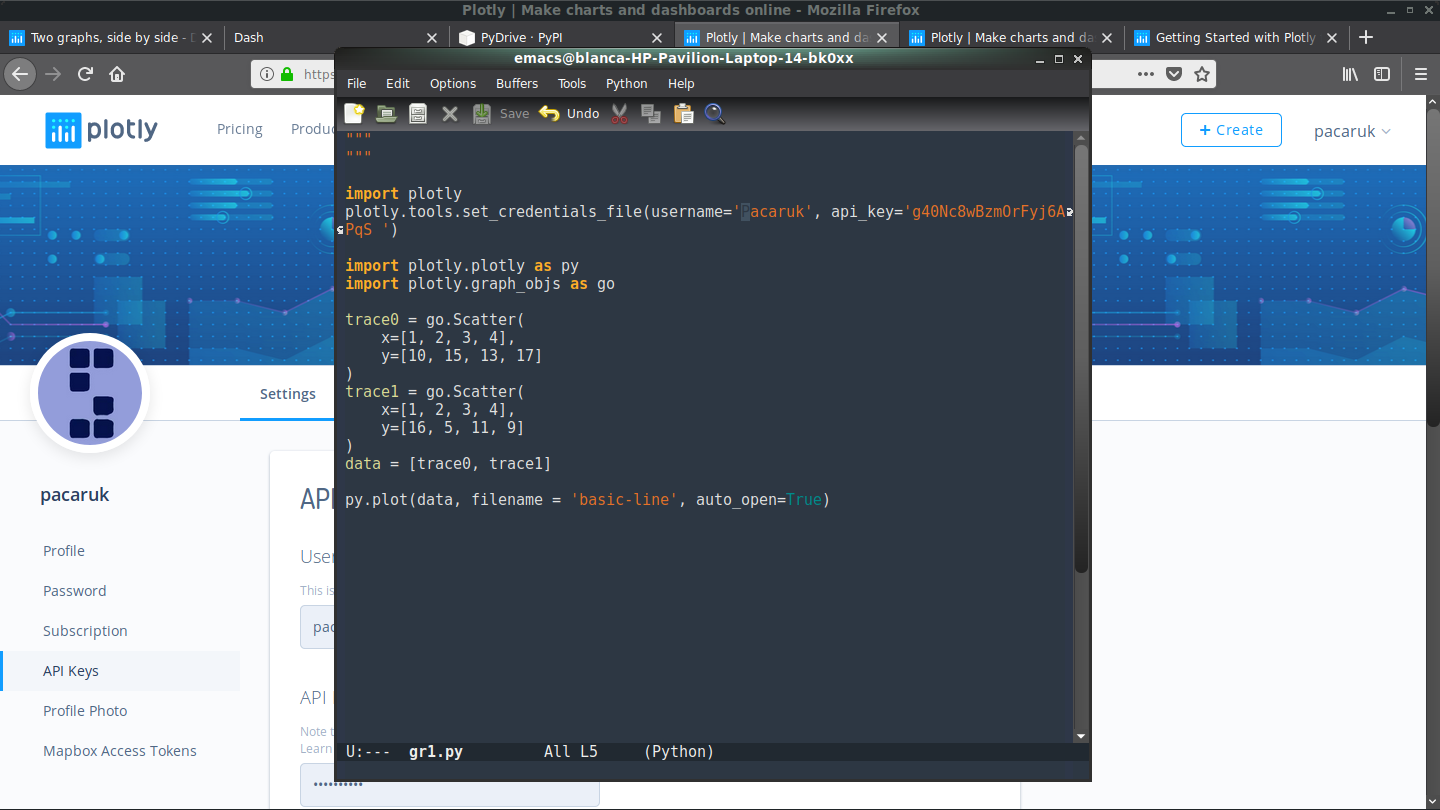 Plotly | Make charts and dashboards online - Mozilla Firefox
Two graphs, side by side -
Dash
PyDrive · PyPI
Plotly | Make charts and da
Plotly | Make charts and da
Getting Started with Plotly
https
plotly
Pricing
Produc
+ Create
pacaruk
Settings
pacaruk
Profile
Password
Subscription
API Keys
Profile Photo
Mapbox Access Tokens
API
User
This is
pac
API
Note t
Learn
••••••••••
emacs@blanca-HP-Pavilion-Laptop-14-bk0xx
File Edit Options Buffers Tools Python Help
Save Undo
"""
"""
import plotly
plotly.tools.set_credentials_file(username='Pacaruk', api_key='g40Nc8wBzmOrFyj6A
PqS ')
import plotly.plotly as py
import plotly.graph_objs as go
trace0 = go.Scatter(
    x=[1, 2, 3, 4],
    y=[10, 15, 13, 17]
)
trace1 = go.Scatter(
    x=[1, 2, 3, 4],
    y=[16, 5, 11, 9]
)
data = [trace0, trace1]
py.plot(data, filename = 'basic-line', auto_open=True)
U:--- gr1.py All L5 (Python)